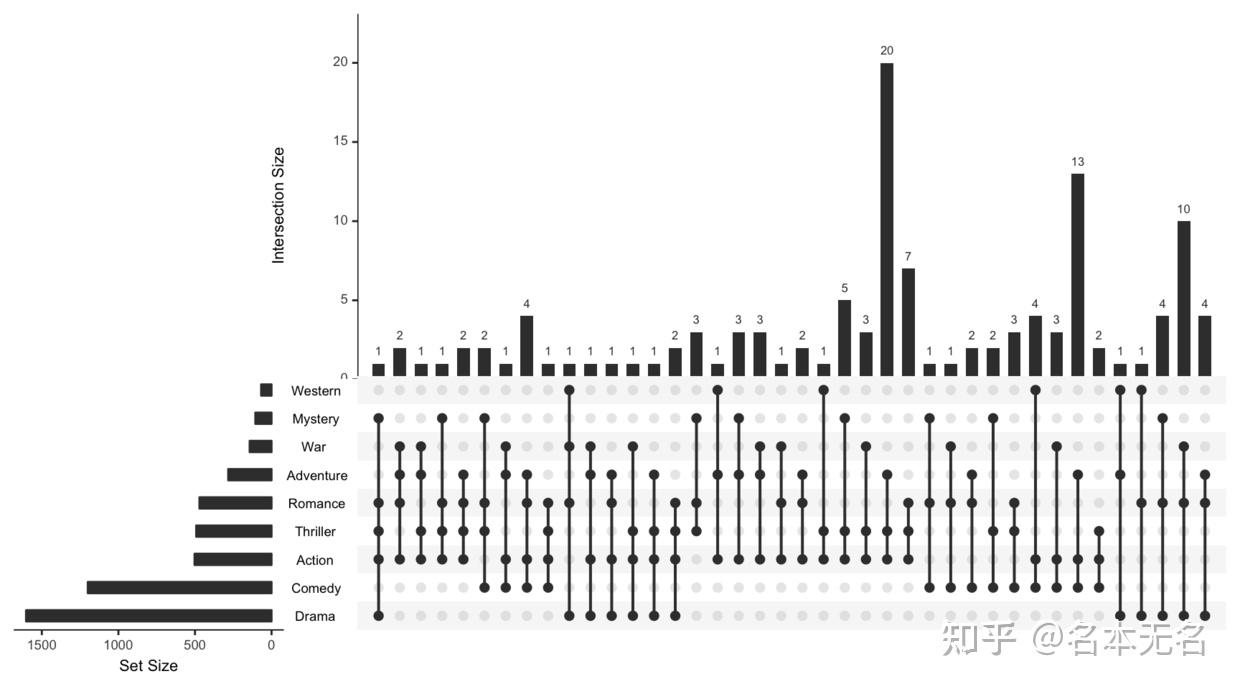 Intersection Size
20
15
10
5
0
1 2 1 1 2 2 1 4 1 1 1 1 1 1 2 3 1 3 3 1 2 1 5 3 20 7 1 1 2 2 3 4 3 13 2 1 1 4 10 4
Western
Mystery
War
Adventure
Romance
Thriller
Action
Comedy
Drama
1500 1000 500 0
Set Size
知乎 @名本无名